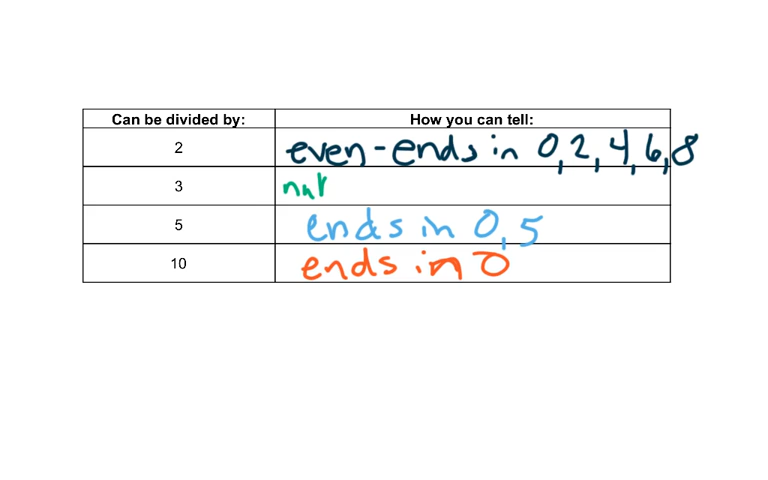 Can be divided by: How you can tell:
2 even - ends in 0, 2, 4, 6, 8
3
5 ends in 0, 5
10 ends in 0